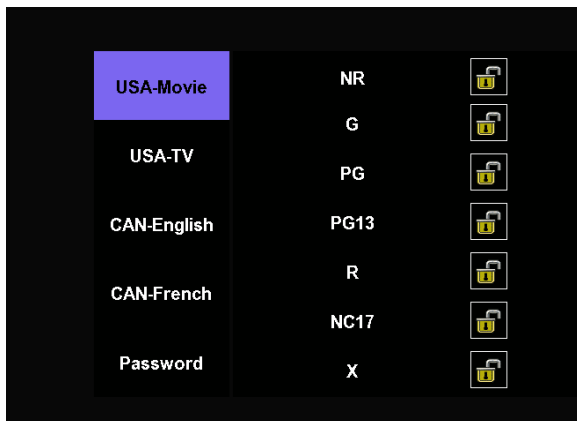 USA-Movie
USA-TV
CAN-English
CAN-French
Password
NR
G
PG
PG13
R
NC17
X